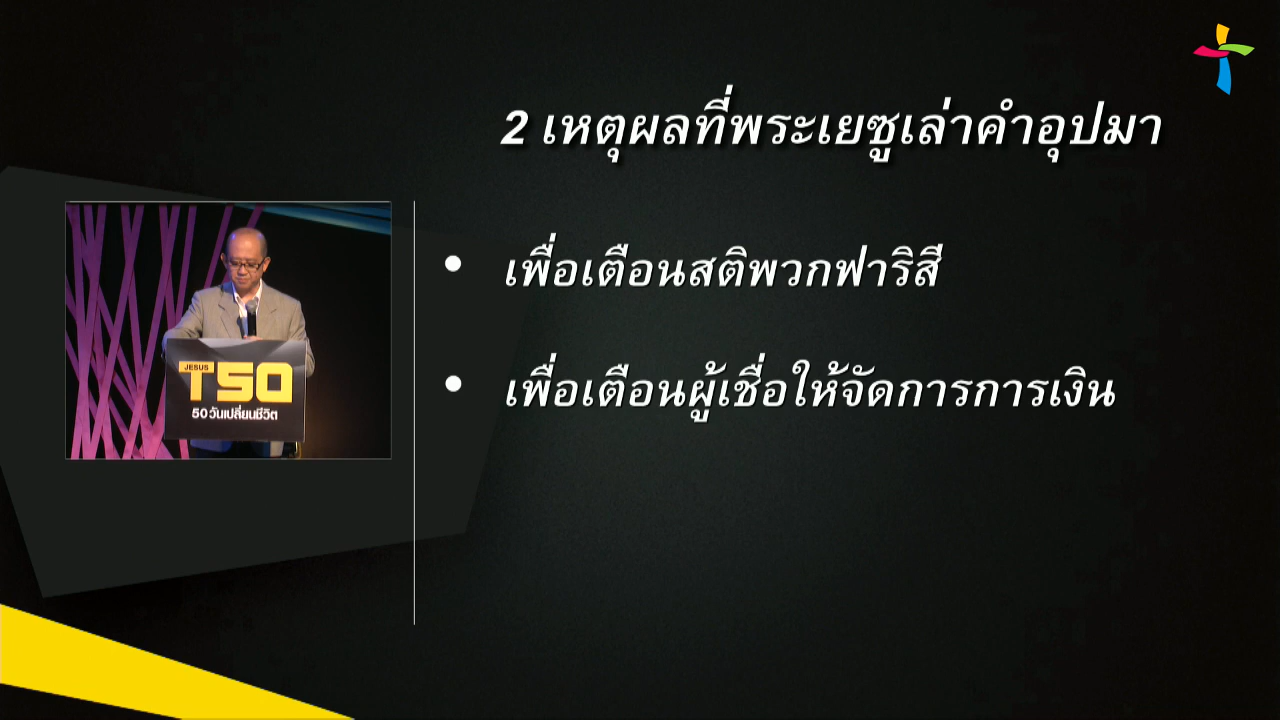 2 เหตุผลที่พระเยซูเล่าคำอุปมา
เพื่อเตือนสติพวกฟาริสี
เพื่อเตือนผู้เชื่อให้จัดการการเงิน
JESUS
T50
50 วันเปลี่ยนชีวิต